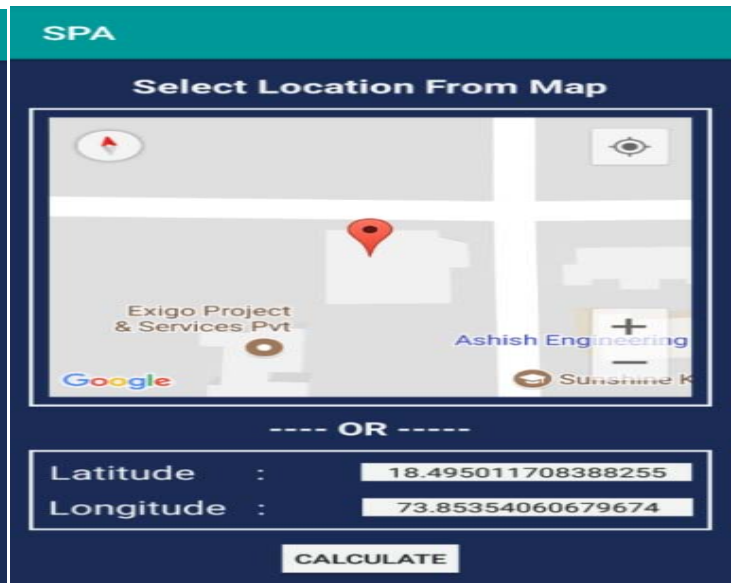 SPA
Select Location From Map
Exigo Project
& Services Pvt
Ashish Engineering
Google
Sunshine K
---- OR -----
Latitude : 18.495011708388255
Longitude : 73.85354060679674
CALCULATE